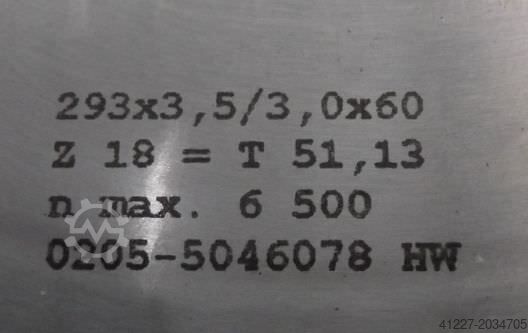 293x3,5/3,0x60
Z 18 = T 51,13
n max. 6 500
0205-5046078 HW
41227-2034705